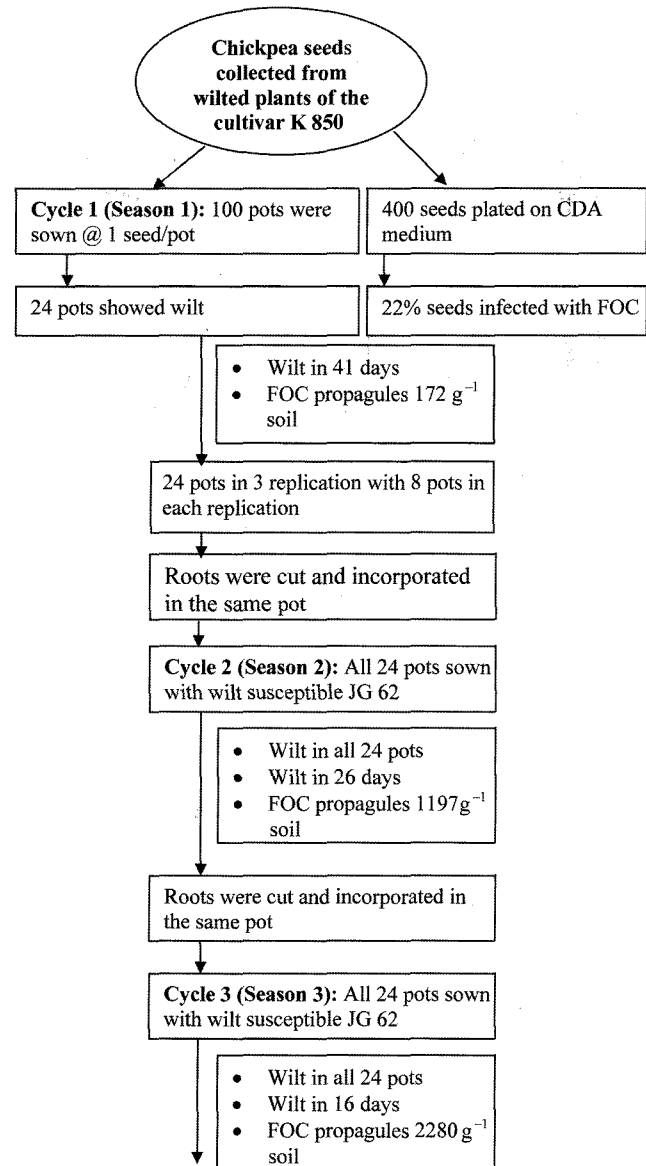 Chickpea seeds
collected from
wilted plants of the
cultivar K 850
Cycle 1 (Season 1): 100 pots were
sown @ 1 seed/pot
400 seeds plated on CDA
medium
24 pots showed wilt
22% seeds infected with FOC
• Wilt in 41 days
• FOC propagules 172 g⁻¹
soil
24 pots in 3 replication with 8 pots in
each replication
Roots were cut and incorporated
in the same pot
Cycle 2 (Season 2): All 24 pots sown
with wilt susceptible JG 62
• Wilt in all 24 pots
• Wilt in 26 days
• FOC propagules 1197g⁻¹
soil
Roots were cut and incorporated in
the same pot
Cycle 3 (Season 3): All 24 pots sown
with wilt susceptible JG 62
• Wilt in all 24 pots
• Wilt in 16 days
• FOC propagules 2280 g⁻¹
soil